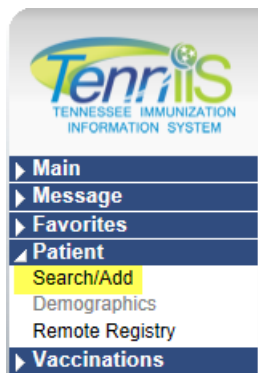 TennIIS
TENNESSEE IMMUNIZATION
INFORMATION SYSTEM
Main
Message
Favorites
Patient
Search/Add
Demographics
Remote Registry
Vaccinations